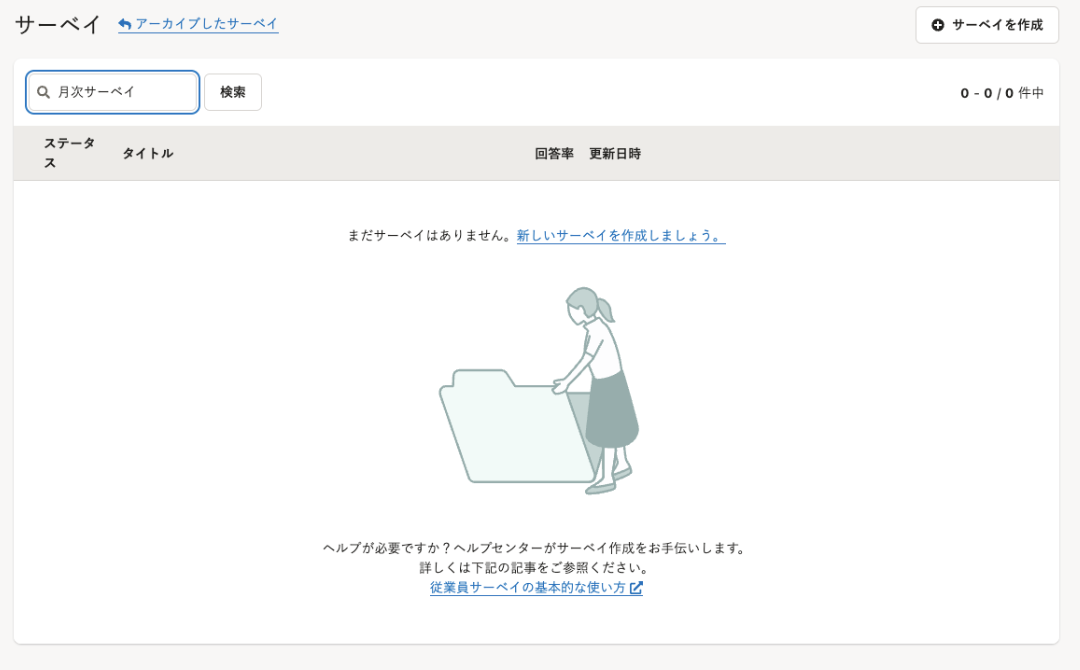 サーベイ
アーカイブしたサーベイ
サーベイを作成
月次サーベイ
検索
0 - 0 / 0 件中
ステータ
ス
タイトル
回答率
更新日時
まだサーベイはありません。新しいサーベイを作成しましょう。
ヘルプが必要ですか？ヘルプセンターがサーベイ作成をお手伝いします。
詳しくは下記の記事をご参照ください。
従業員サーベイの基本的な使い方